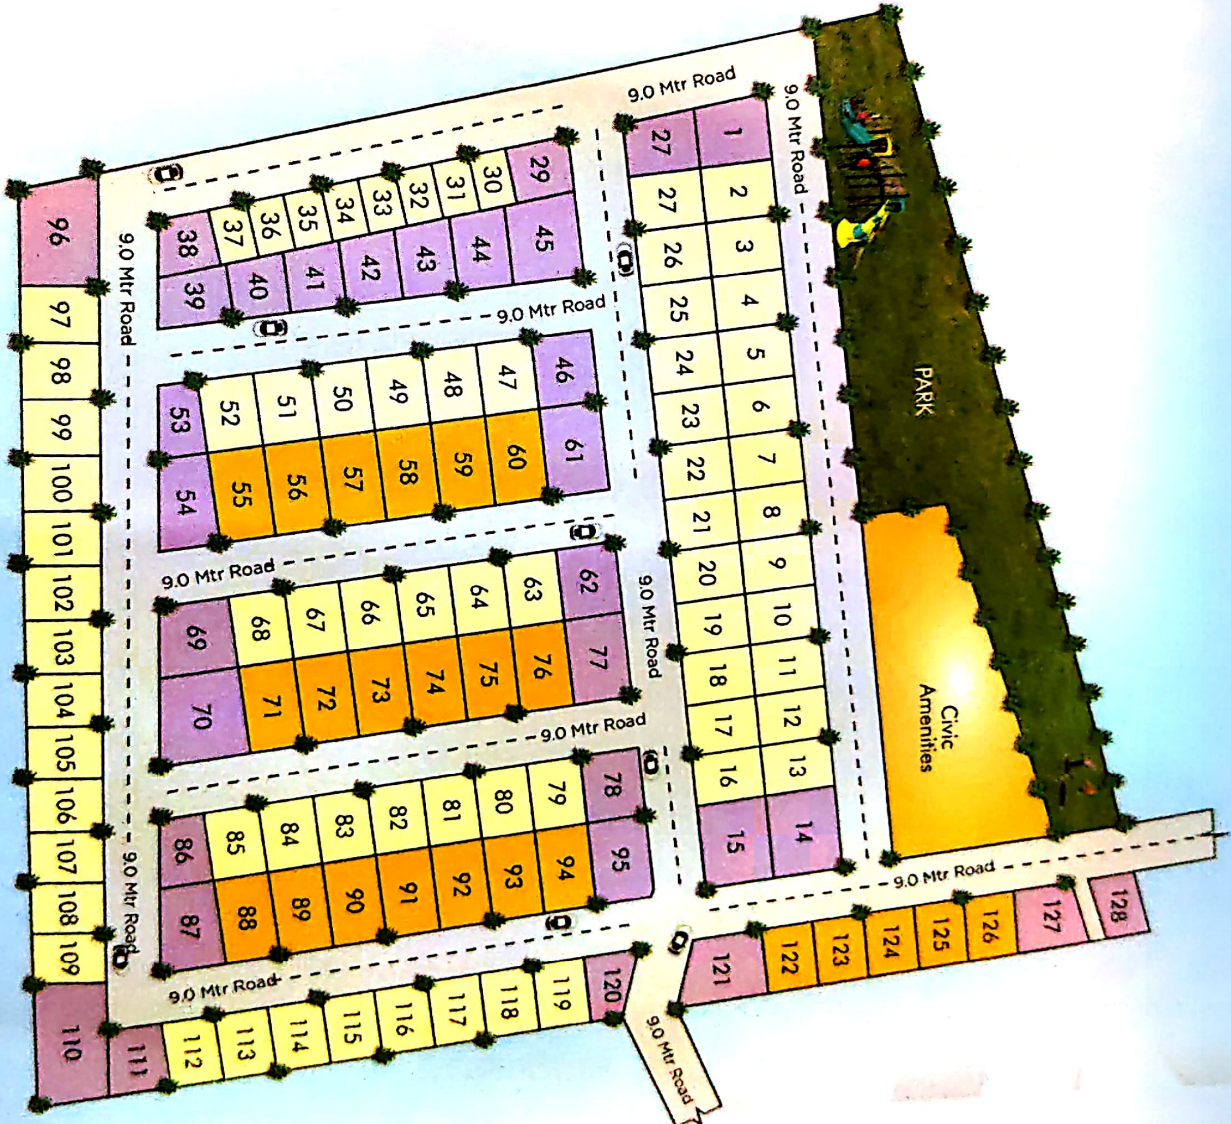 9.0 Mtr Road
9.0 Mtr Road
27 1
27 2
26 3
25 4
24 5
23 6
22 7
21 8
20 9
19 10
18 11
17 12
16 13
15 14
PARK
Civic
Amenities
38 37 36 35 34 33 32 31 30 29
39 40 41 42 43 44 45
9.0 Mtr Road
53 52 51 50 49 48 47 46
54 55 56 57 58 59 60 61
9.0 Mtr Road
9.0 Mtr Road
69 68 67 66 65 64 63 62
70 71 72 73 74 75 76 77
9.0 Mtr Road
86 85 84 83 82 81 80 79 78
87 88 89 90 91 92 93 94 95
9.0 Mtr Road
9.0 Mtr Road
96
97
98
99
100
101
102
103
104
105
106
107
108
109
110
9.0 Mtr Road
9.0 Mtr Road
111 112 113 114 115 116 117 118 119 120
121 122 123 124 125 126 127 128
9.0 Mtr Road